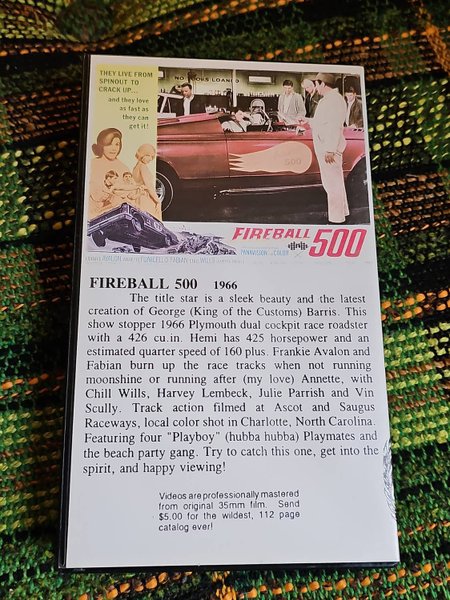 THEY LIVE FROM
SPINOUT TO
CRACK UP...
and they love
as fast as
they can
get it!
500
FIREBALL
500
PANAVISION
COLOR
AVALON
FUNICELLO
FABIAN
WILLS
FIREBALL 500 1966
The title star is a sleek beauty and the latest
creation of George (King of the Customs) Barris. This
show stopper 1966 Plymouth dual cockpit race roadster
with a 426 cu.in. Hemi has 425 horsepower and an
estimated quarter speed of 160 plus. Frankie Avalon and
Fabian burn up the race tracks when not running
moonshine or running after (my love) Annette, with
Chill Wills, Harvey Lembeck, Julie Parrish and Vin
Scully. Track action filmed at Ascot and Saugus
Raceways, local color shot in Charlotte, North Carolina.
Featuring four "Playboy" (hubba hubba) Playmates and
the beach party gang. Try to catch this one, get into the
spirit, and happy viewing!
Videos are professionally mastered
from original 35mm film. Send
$5.00 for the wildest, 112 page
catalog ever!